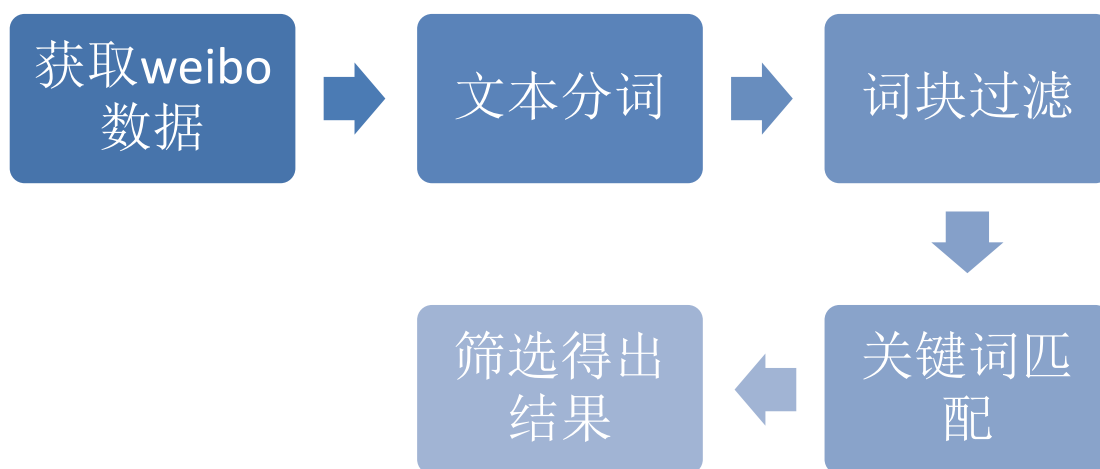 获取weibo
数据
文本分词
词块过滤
关键词匹
配
筛选得出
结果